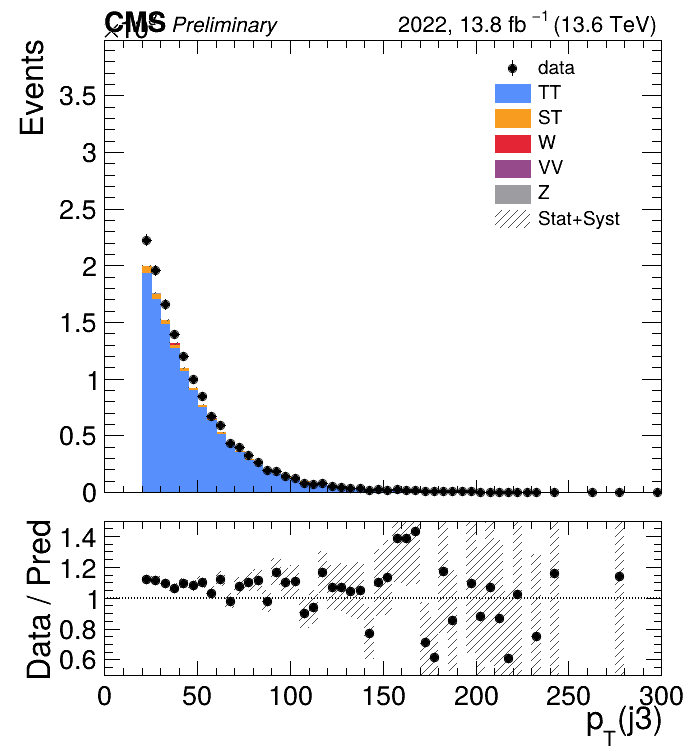 CMS Preliminary
2022, 13.8 fb⁻¹ (13.6 TeV)
Events
3.5
3
2.5
2
1.5
1
0.5
0
data
TT
ST
W
VV
Z
Stat+Syst
Data / Pred
1.4
1.2
1
0.8
0.6
0 50 100 150 200 250 300
p_T(j3)